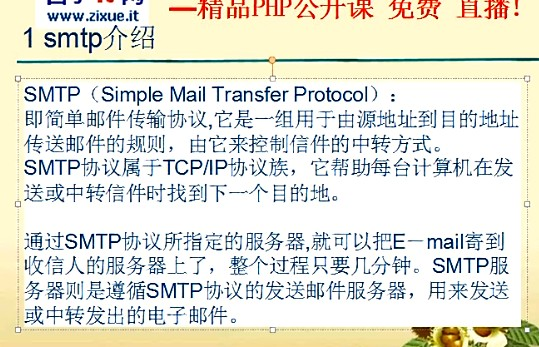 www.zixue.it
—精品PHP公开课 免费 直播!
1 smtp介绍
SMTP（Simple Mail Transfer Protocol）：
即简单邮件传输协议,它是一组用于由源地址到目的地址
传送邮件的规则，由它来控制信件的中转方式。
SMTP协议属于TCP/IP协议族，它帮助每台计算机在发
送或中转信件时找到下一个目的地。
通过SMTP协议所指定的服务器,就可以把E－mail寄到
收信人的服务器上了，整个过程只要几分钟。SMTP服
务器则是遵循SMTP协议的发送邮件服务器，用来发送
或中转发出的电子邮件。